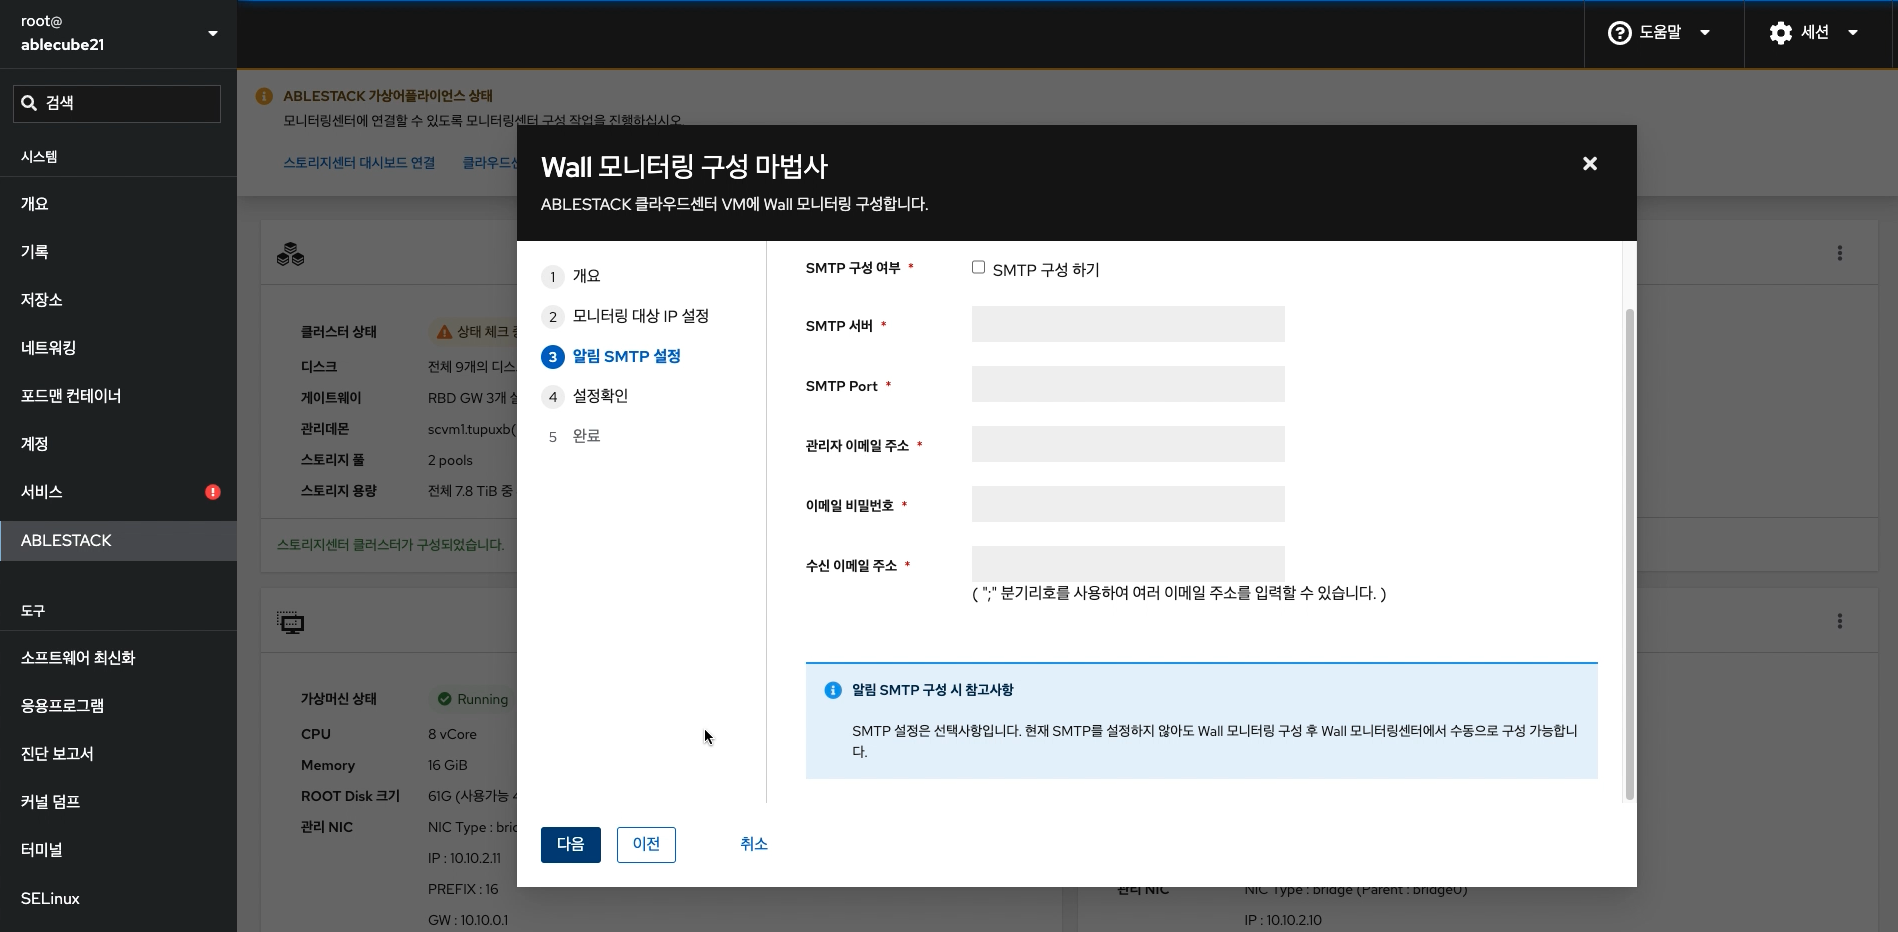 root@
ablecube21
도움말
세션
검색
시스템
개요
기록
저장소
네트워킹
포드맨 컨테이너
계정
서비스
ABLESTACK
도구
소프트웨어 최신화
응용프로그램
진단 보고서
커널 덤프
터미널
SELinux
ABLESTACK 가상어플라이언스 상태
모니터링센터에 연결할 수 있도록 모니터링센터 구성 작업을 진행하십시오.
스토리지센터 대시보드 연결
클라우드센
클러스터 상태
상태 체크 중
디스크
전체 9개의 디스
게이트웨이
RBD GW 3개
관리데몬
scvm1.tupuxb(
스토리지 풀
2 pools
스토리지 용량
전체 7.8 TiB 중
스토리지센터 클러스터가 구성되었습니다.
가상머신 상태
Running
CPU
8 vCore
Memory
16 GiB
ROOT Disk 크기
61G (사용가능
관리 NIC
NIC Type : bri
IP : 10.10.2.11
PREFIX : 16
GW : 10.10.0.1
관리 NIC
NIC Type : bridge (Parent : bridge0)
IP : 10.10.2.10
Wall 모니터링 구성 마법사
ABLESTACK 클라우드센터 VM에 Wall 모니터링 구성합니다.
1 개요
2 모니터링 대상 IP 설정
3 알림 SMTP 설정
4 설정확인
5 완료
SMTP 구성 여부 *
SMTP 구성 하기
SMTP 서버 *
SMTP Port *
관리자 이메일 주소 *
이메일 비밀번호 *
수신 이메일 주소 *
( ";" 분기리호를 사용하여 여러 이메일 주소를 입력할 수 있습니다. )
알림 SMTP 구성 시 참고사항
SMTP 설정은 선택사항입니다. 현재 SMTP를 설정하지 않아도 Wall 모니터링 구성 후 Wall 모니터링센터에서 수동으로 구성 가능합니
다.
다음
이전
취소